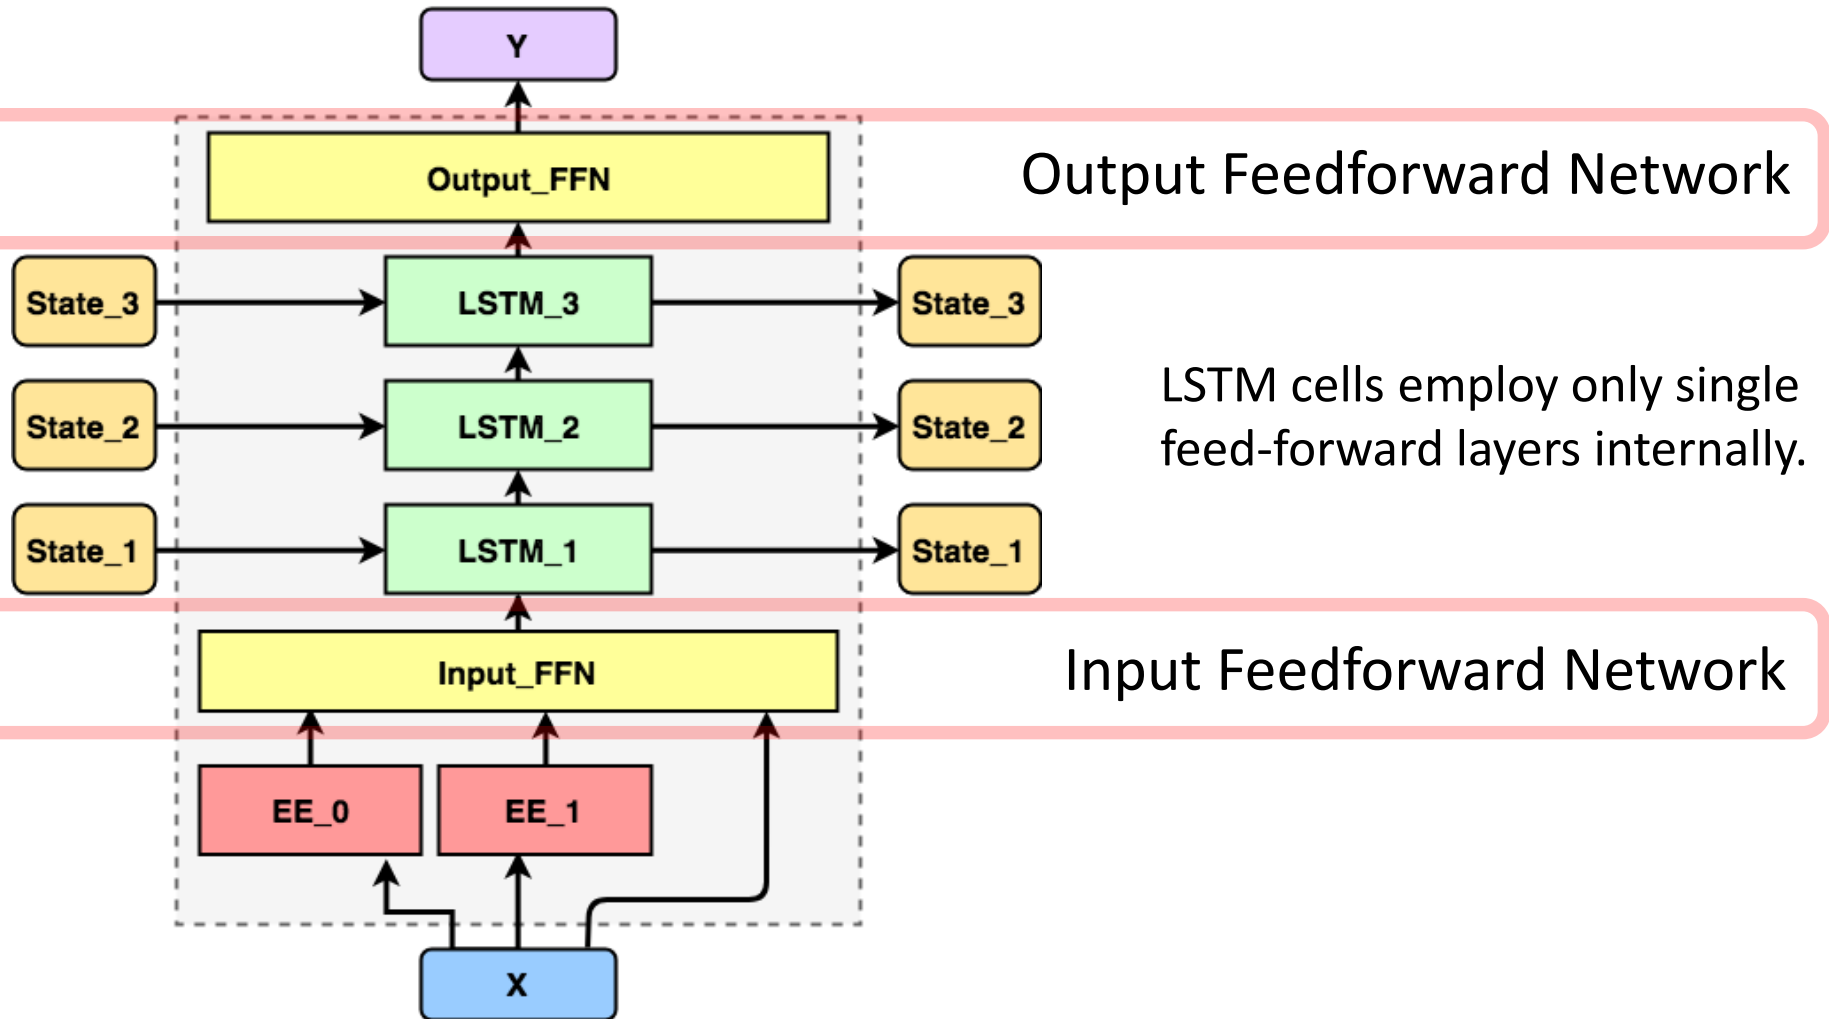 Y
Output_FFN
Output Feedforward Network
State_3
LSTM_3
State_3
State_2
LSTM_2
State_2
LSTM cells employ only single
feed-forward layers internally.
State_1
LSTM_1
State_1
Input_FFN
Input Feedforward Network
EE_0
EE_1
X